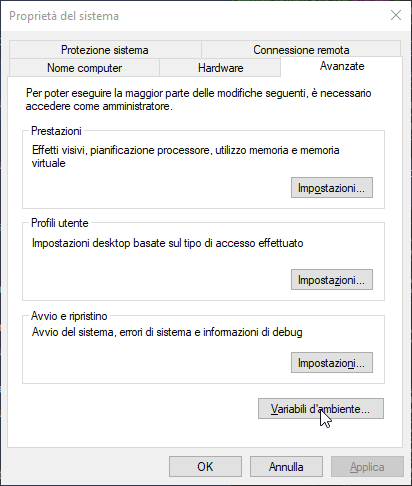 Proprietà del sistema
Protezione sistema
Connessione remota
Nome computer
Hardware
Avanzate
Per poter eseguire la maggior parte delle modifiche seguenti, è necessario
accedere come amministratore.
Prestazioni
Effetti visivi, pianificazione processore, utilizzo memoria e memoria
virtuale
Impostazioni...
Profili utente
Impostazioni desktop basate sul tipo di accesso effettuato
Impostazioni...
Avvio e ripristino
Avvio del sistema, errori di sistema e informazioni di debug
Impostazioni...
Variabili d'ambiente...
OK
Annulla
Applica